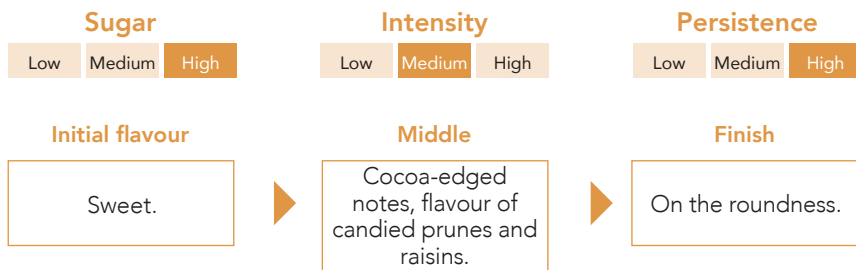 Sugar
Low Medium High
Intensity
Low Medium High
Persistence
Low Medium High
Initial flavour
Sweet.
Middle
Cocoa-edged
notes, flavour of
candied prunes and
raisins.
Finish
On the roundness.